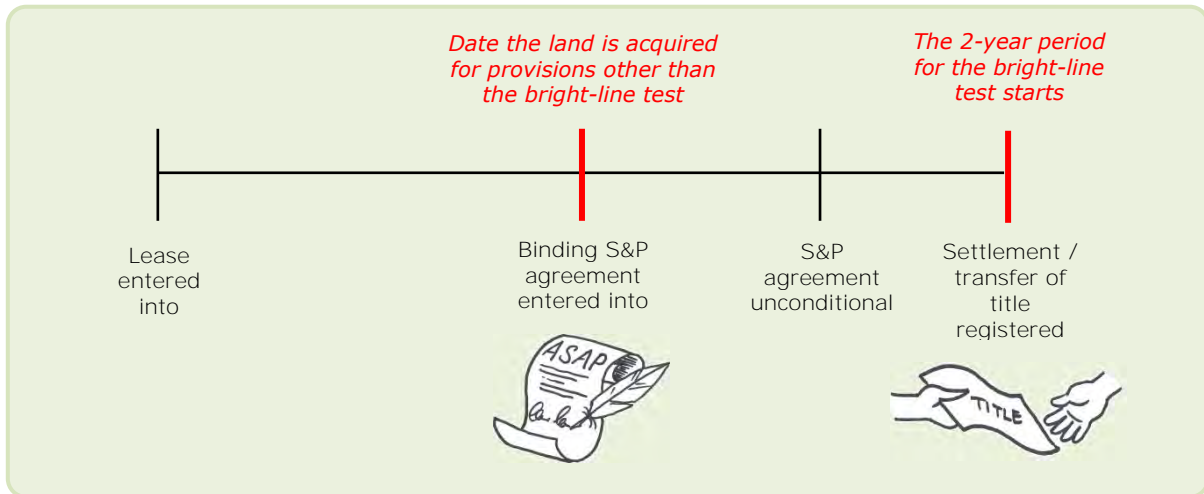 Date the land is acquired
for provisions other than
the bright-line test
The 2-year period
for the bright-line
test starts
Lease
entered
into
Binding S&P
agreement
entered into
S&P
agreement
unconditional
Settlement /
transfer of
title
registered
ASAP
TITLE